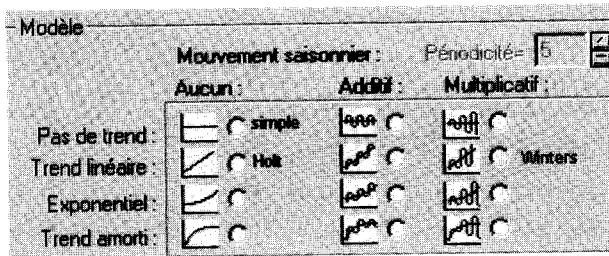 Modèle
Mouvement saisonnier : Périodicité= 5
Aucun : Additif : Multiplicatif :
Pas de trend : simple
Trend linéaire : Holt Winters
Exponentiel :
Trend amorti :